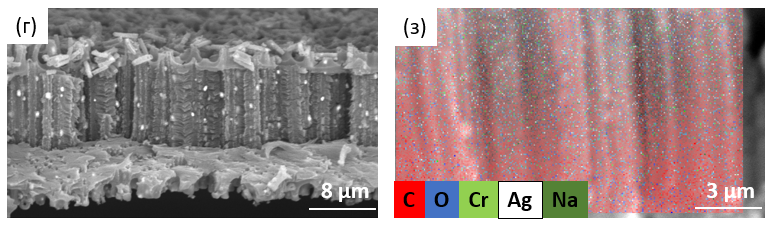 (г)
8 µm
(з)
C O Cr Ag Na
3 µm